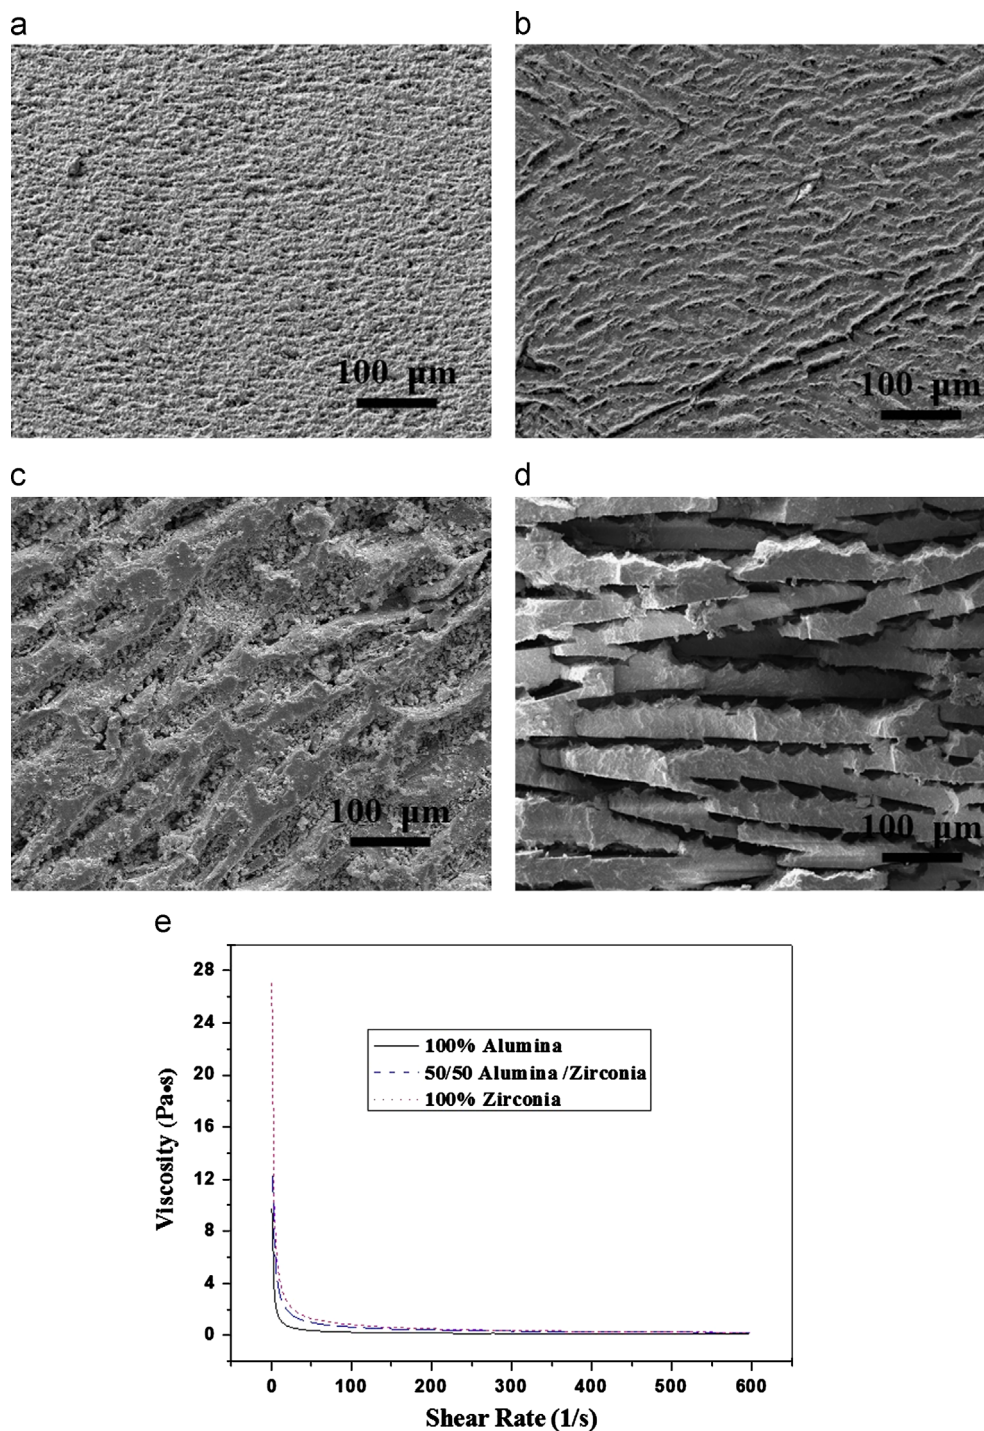 a
b
100 μm
100 μm
c
d
100 μm
100 μm
e
28
24
20
16
12
8
4
0
Viscosity (Pa•s)
100% Alumina
50/50 Alumina /Zirconia
100% Zirconia
0 100 200 300 400 500 600
Shear Rate (1/s)